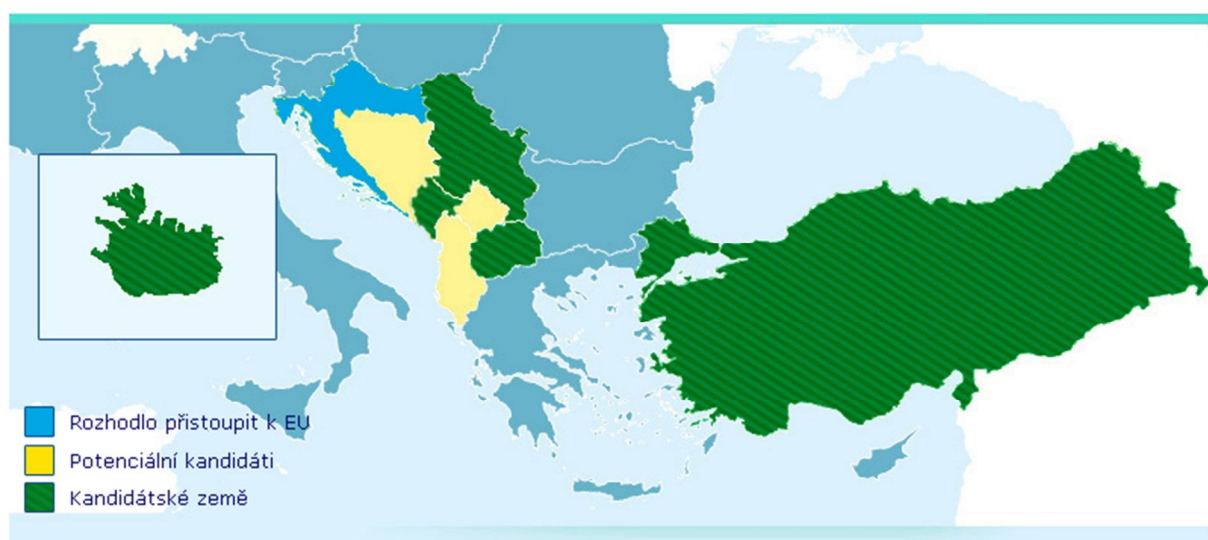 Rozhodlo přistoupit k EU
Potenciální kandidáti
Kandidátské země